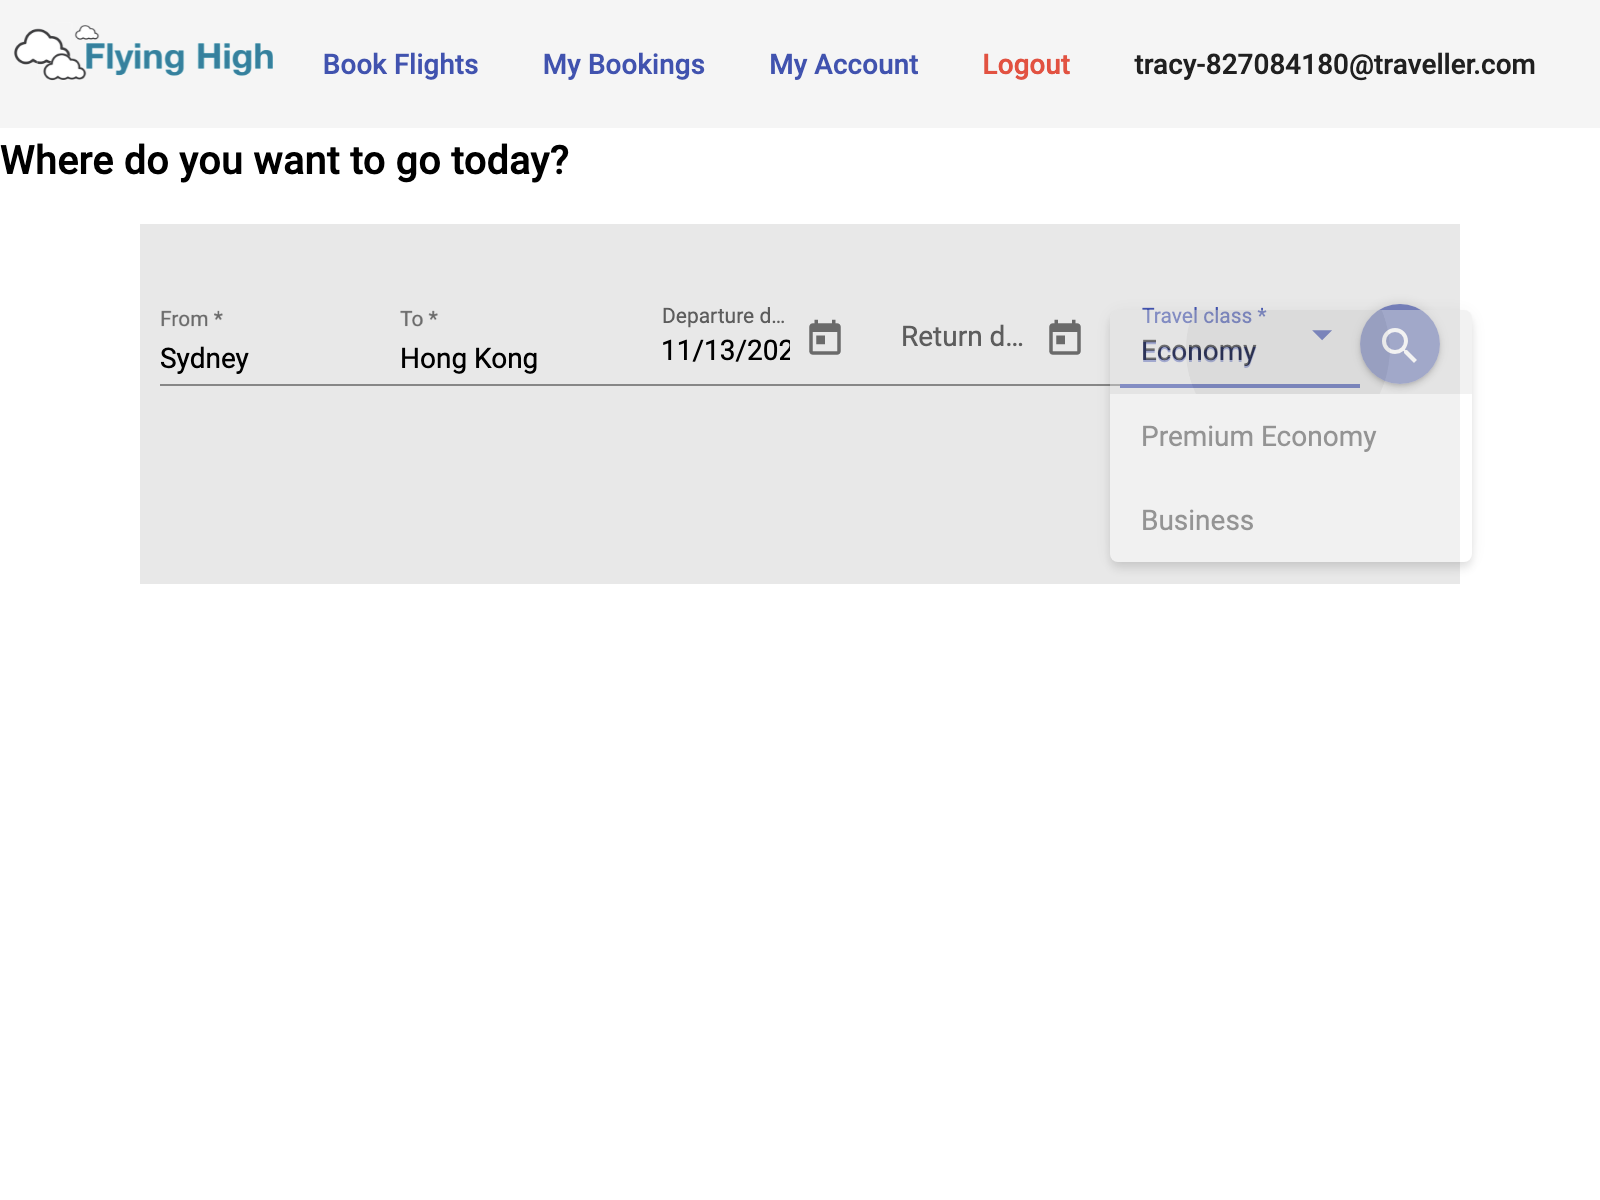 Flying High
Book Flights
My Bookings
My Account
Logout
tracy-827084180@traveller.com
Where do you want to go today?
From *
Sydney
To *
Hong Kong
Departure d...
11/13/202
Return d...
Travel class *
Economy
Premium Economy
Business